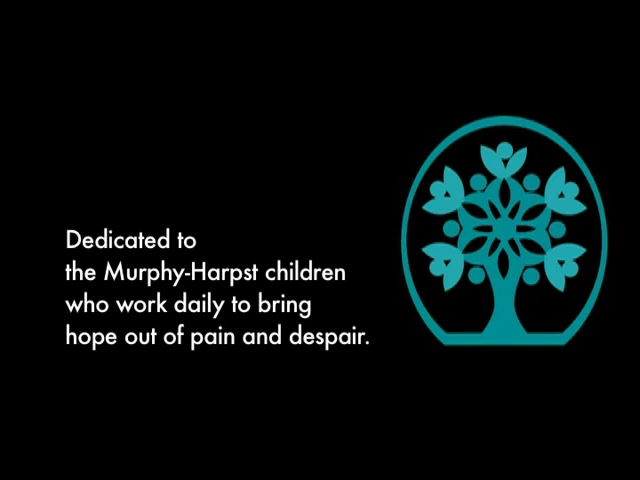 Dedicated to
the Murphy-Harpst children
who work daily to bring
hope out of pain and despair.